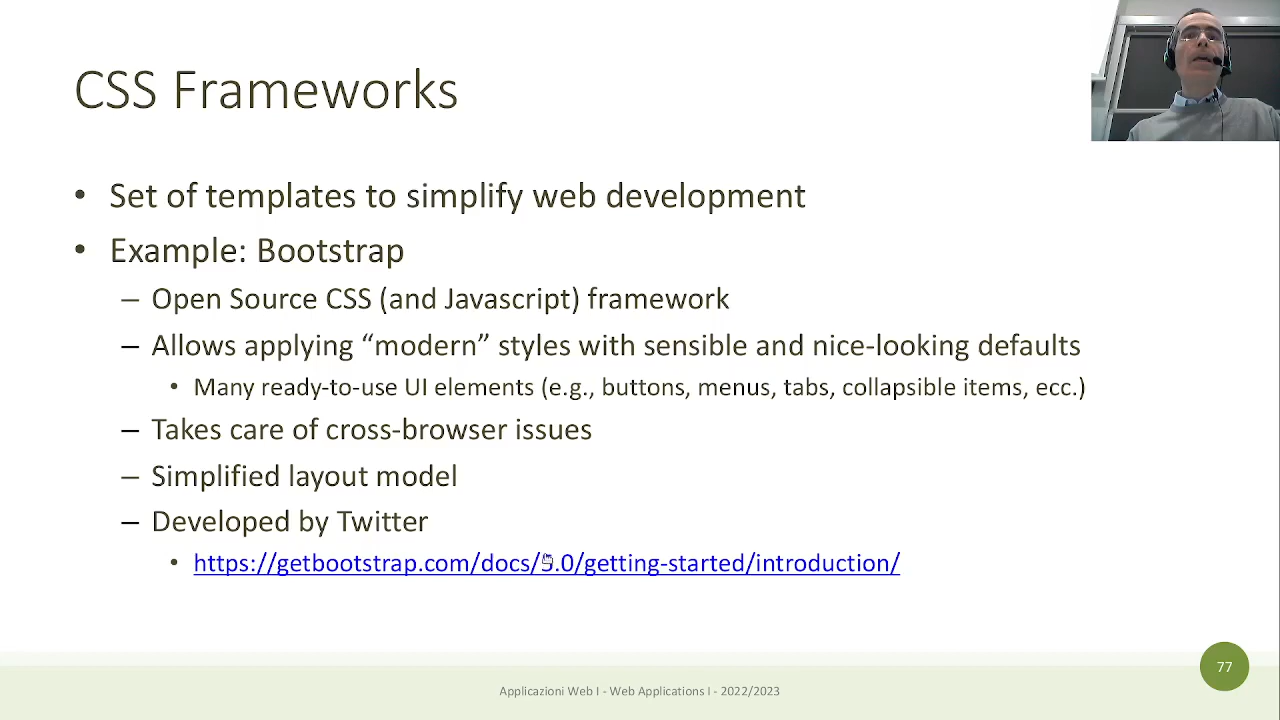 CSS Frameworks
• Set of templates to simplify web development
• Example: Bootstrap
– Open Source CSS (and Javascript) framework
– Allows applying “modern” styles with sensible and nice-looking defaults
• Many ready-to-use UI elements (e.g., buttons, menus, tabs, collapsible items, ecc.)
– Takes care of cross-browser issues
– Simplified layout model
– Developed by Twitter
• https://getbootstrap.com/docs/5.0/getting-started/introduction/
77
Applicazioni Web I - Web Applications I - 2022/2023